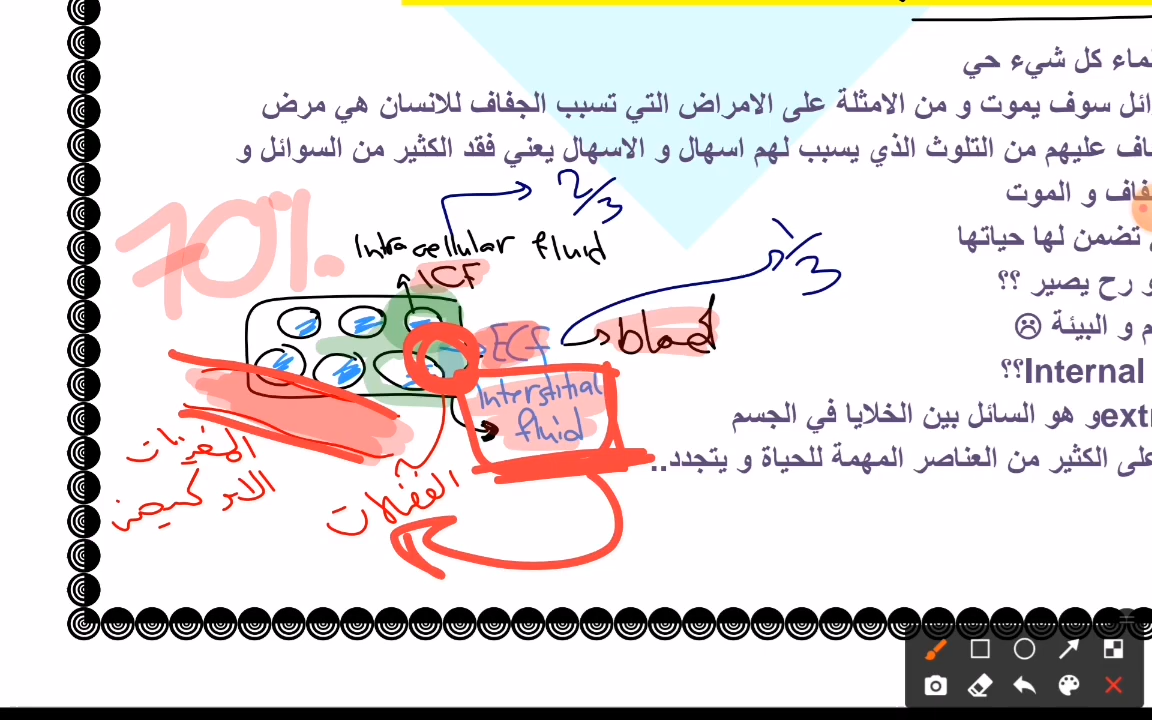 لماء كل شيء حي
ائل سوف يموت و من الامثلة على الامراض التي تسبب الجفاف للانسان هي مرض
اف عليهم من التلوث الذي يسبب لهم اسهال و الاسهال يعني فقد الكثير من السوائل و
فاف و الموت
تضمن لها حياتها
و رح يصير ؟؟
م و البيئة ☹
Internal؟؟
extrو هو السائل بين الخلايا في الجسم
على الكثير من العناصر المهمة للحياة و يتجدد..
70%.
2/3
1/3
Intracellular fluid
ICF
ECF
blood
Interstitial
fluid
المغذيات
الاوكسجين
الفضلات